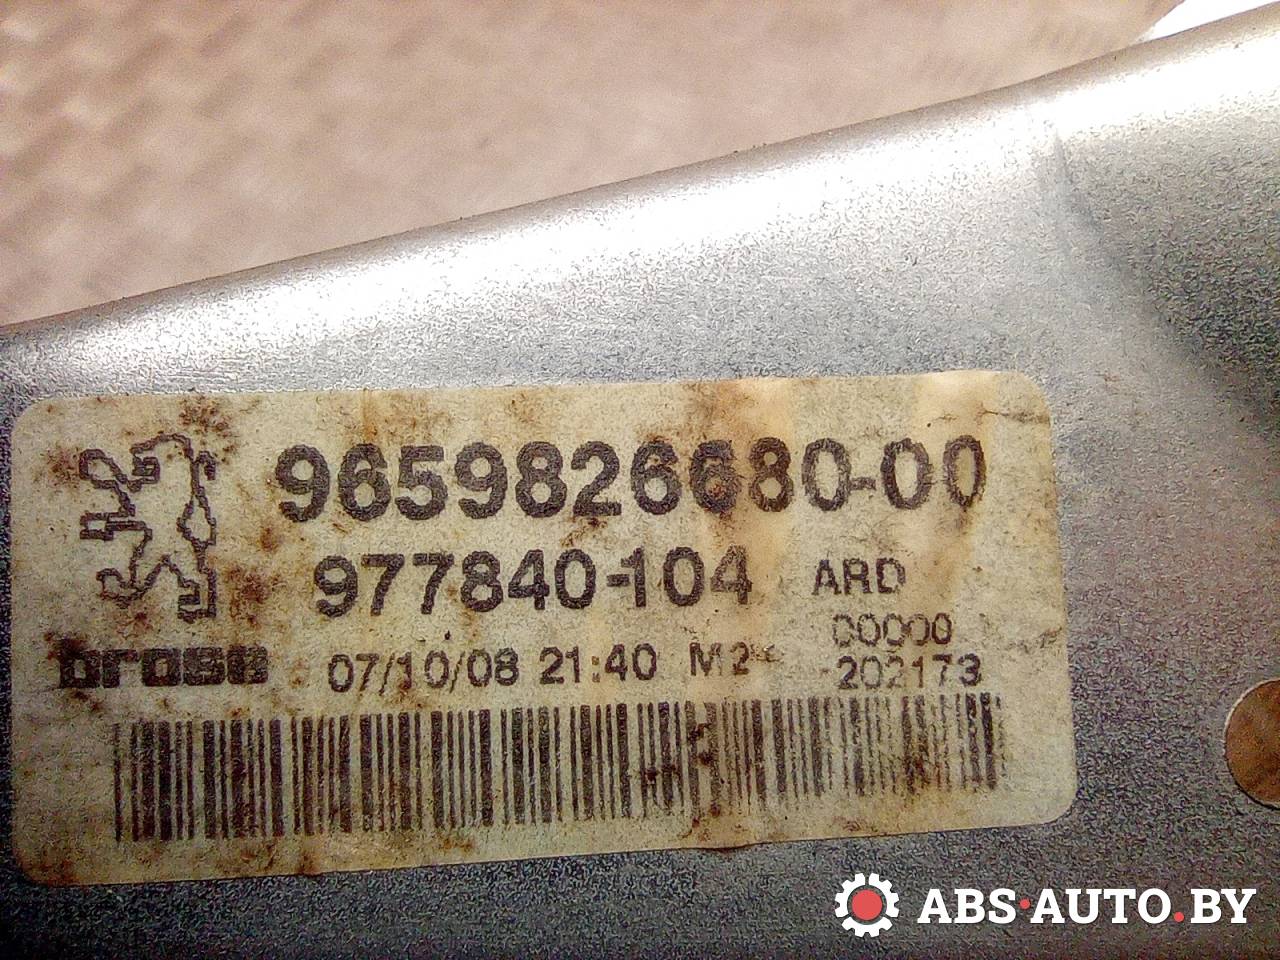 9659826680-00
977840-104 ARD
00000
brose 07/10/08 21:40 M2 202173
ABS·AUTO.BY